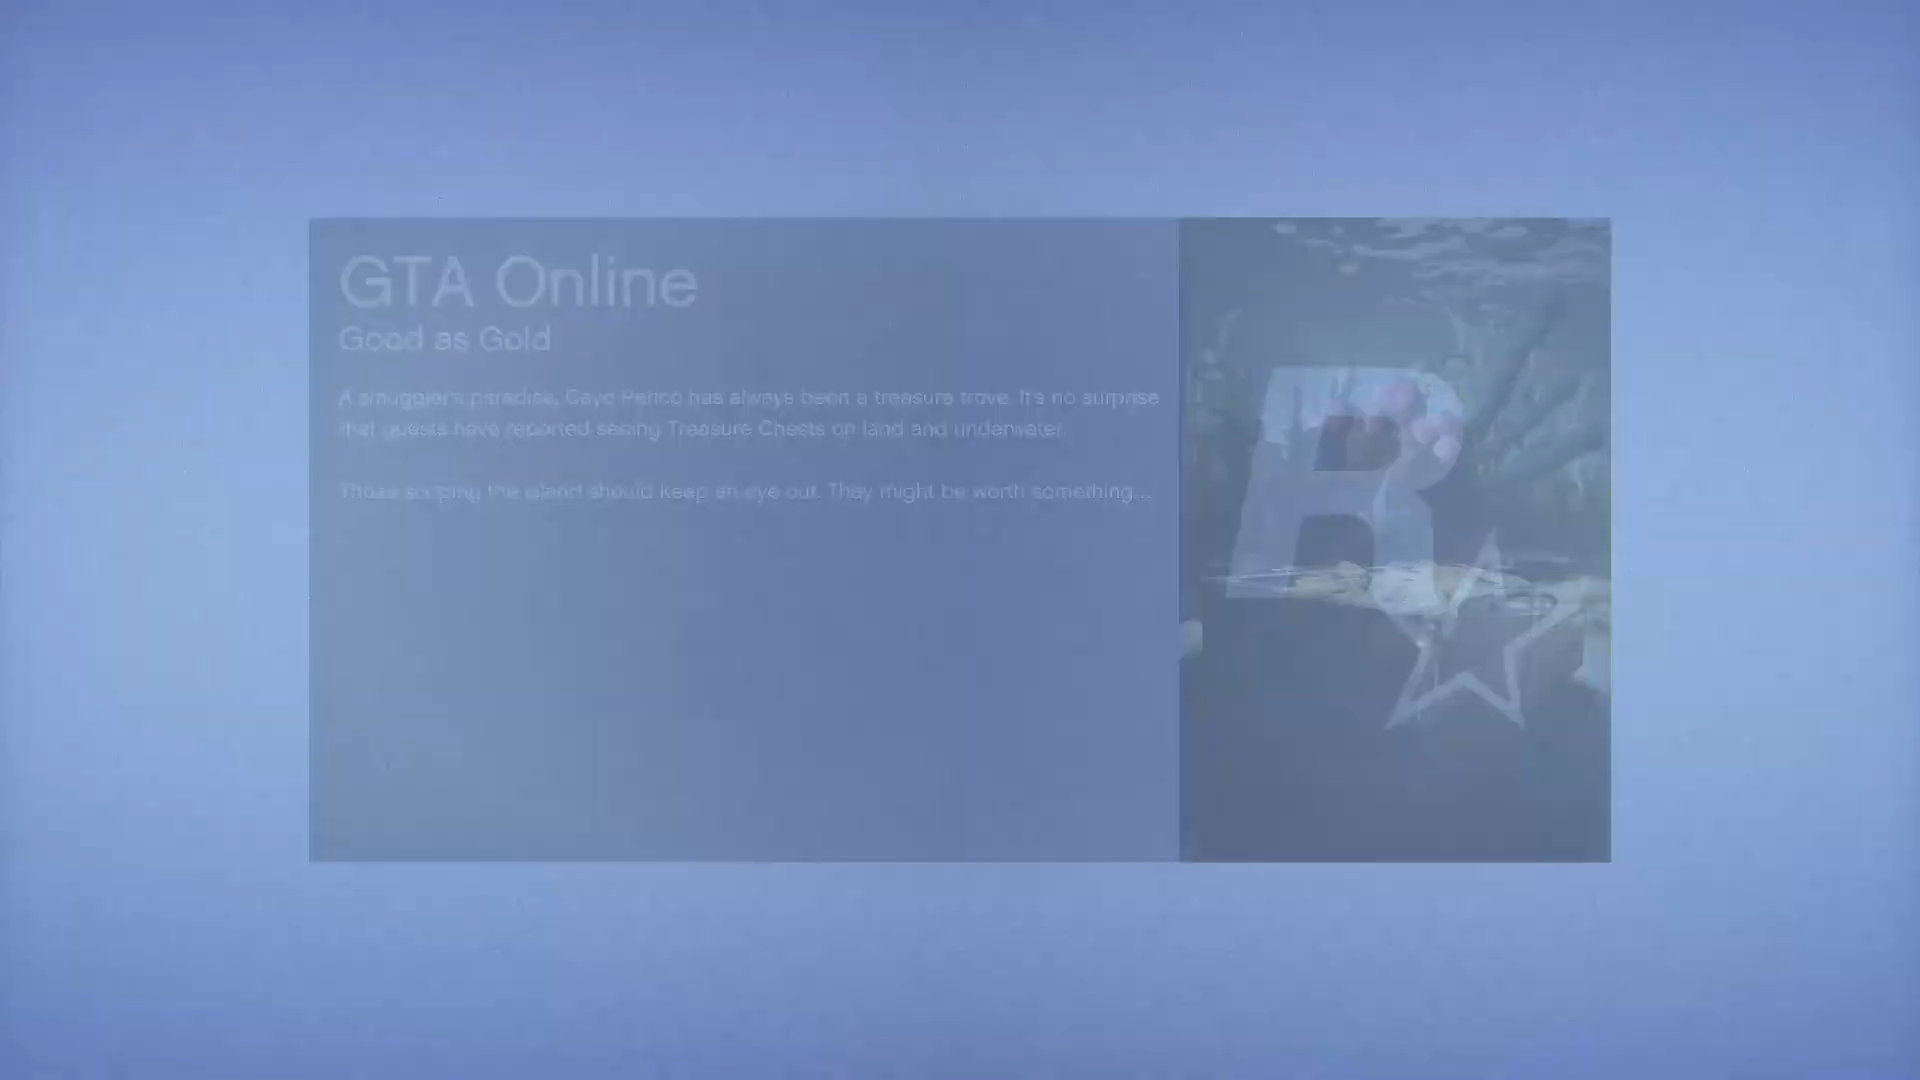 GTA Online
Good as Gold
A smuggler's paradise, Cayo Perico has always been a treasure trove. It's no surprise
that guests have reported seeing Treasure Chests on land and underwater.
Those scoping the island should keep an eye out. They might be worth something...
R